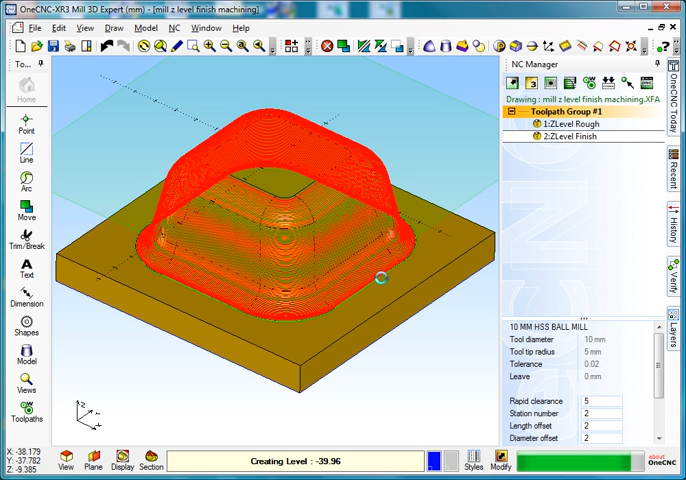 OneCNC-XR3 Mill 3D Expert (mm) - [mill z level finish machining]
File Edit View Draw Model NC Window Help
To...
NC Manager
Home
Point
Line
Arc
Move
Trim/Break
Text
Dimension
Shapes
Model
Views
Toolpaths
Drawing : mill z level finish machining.XFA
Toolpath Group #1
1:ZLevel Rough
2:ZLevel Finish
OneCNC Today
Recent
History
Verify
Layers
10 MM HSS BALL MILL
Tool diameter 10 mm
Tool tip radius 5 mm
Tolerance 0.02
Leave 0 mm
Rapid clearance 5
Station number 2
Length offset 2
Diameter offset 2
Z
X
X: -38.179
Y: -37.782
Z: -9.385
View Plane Display Section
Creating Level : -39.96
Styles Modify
about
OneCNC